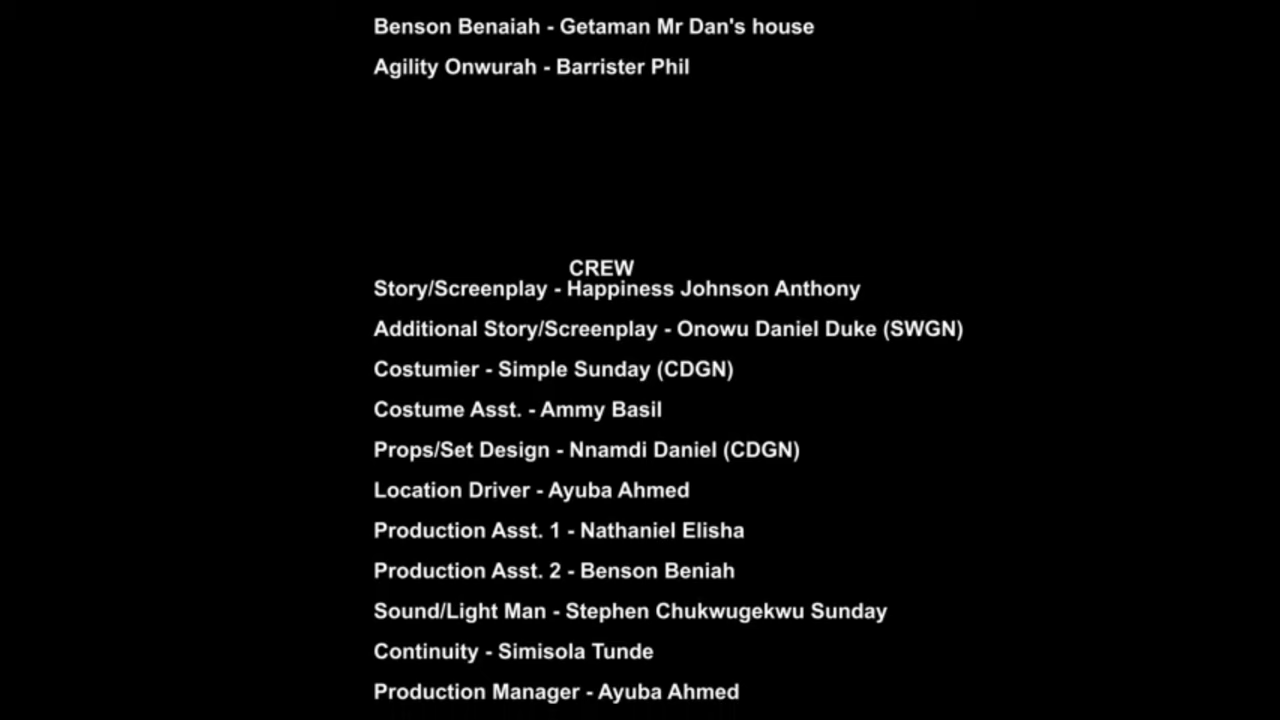 Benson Benaiah - Getaman Mr Dan's house
Agility Onwurah - Barrister Phil
CREW
Story/Screenplay - Happiness Johnson Anthony
Additional Story/Screenplay - Onowu Daniel Duke (SWGN)
Costumier - Simple Sunday (CDGN)
Costume Asst. - Ammy Basil
Props/Set Design - Nnamdi Daniel (CDGN)
Location Driver - Ayuba Ahmed
Production Asst. 1 - Nathaniel Elisha
Production Asst. 2 - Benson Beniah
Sound/Light Man - Stephen Chukwugekwu Sunday
Continuity - Simisola Tunde
Production Manager - Ayuba Ahmed